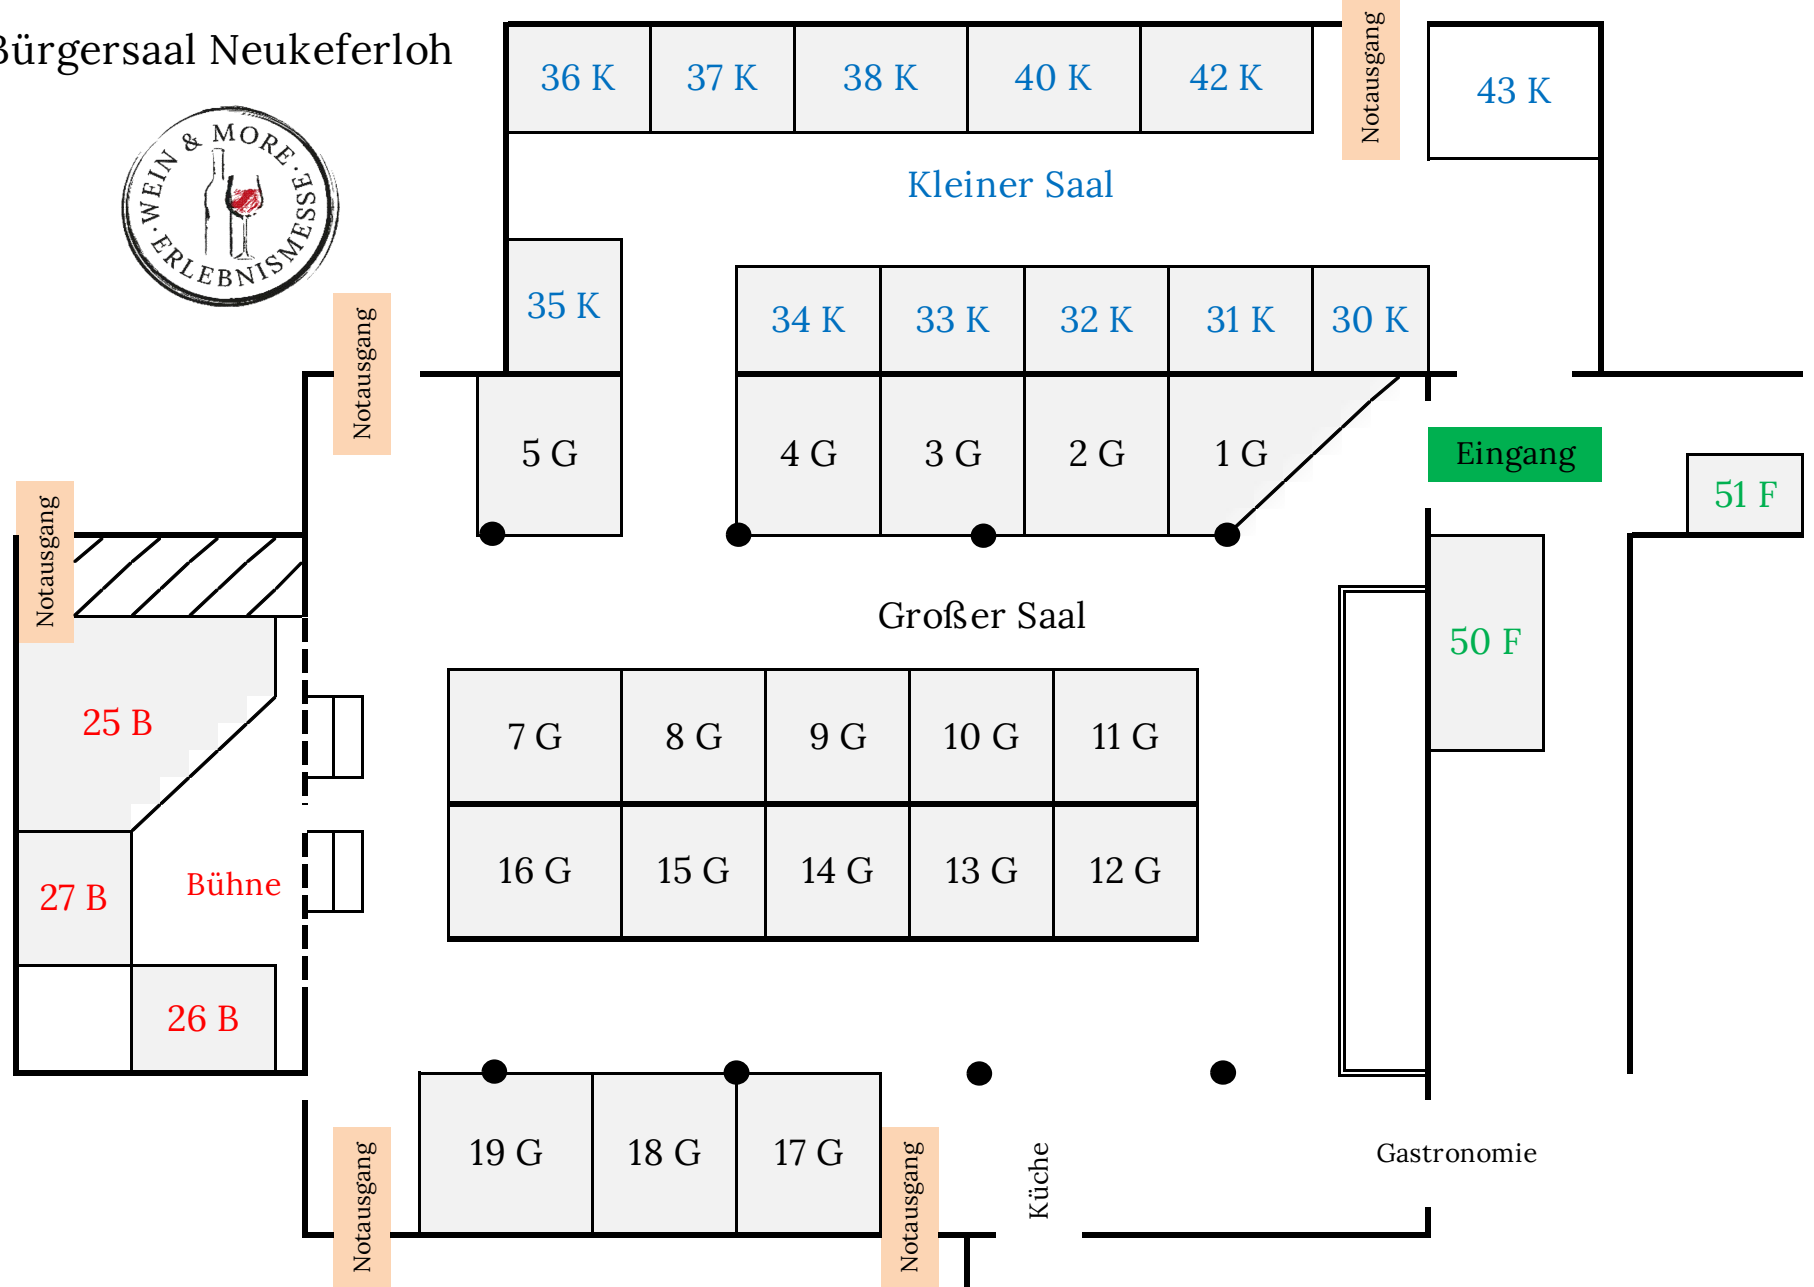 Bürgersaal Neukeferloh
WEIN & MORE · ERLEBNISMESSE ·
36 K
37 K
38 K
40 K
42 K
Notausgang
43 K
Kleiner Saal
35 K
34 K
33 K
32 K
31 K
30 K
Notausgang
5 G
4 G
3 G
2 G
1 G
Eingang
51 F
Notausgang
Großer Saal
50 F
25 B
7 G
8 G
9 G
10 G
11 G
27 B
Bühne
16 G
15 G
14 G
13 G
12 G
26 B
Notausgang
19 G
18 G
17 G
Notausgang
Küche
Gastronomie